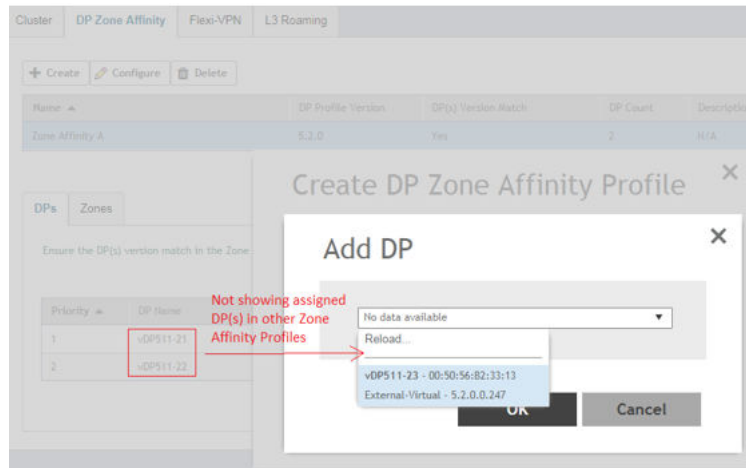 Cluster
DP Zone Affinity
Flexi-VPN
L3 Roaming
Create
Configure
Delete
Name
DP Profile Version
DP(s) Version Match
DP Count
Descriptio
Zone Affinity A
5.2.0
Yes
2
N/A
Create DP Zone Affinity Profile
DPs
Zones
Ensure the DP(s) version match in the Zone
Add DP
Priority
DP Name
1
vDP511-21
2
vDP511-22
Not showing assigned
DP(s) in other Zone
Affinity Profiles
No data available
Reload...
vDP511-23 - 00:50:56:82:33:13
External-Virtual - 5.2.0.0.247
OK
Cancel